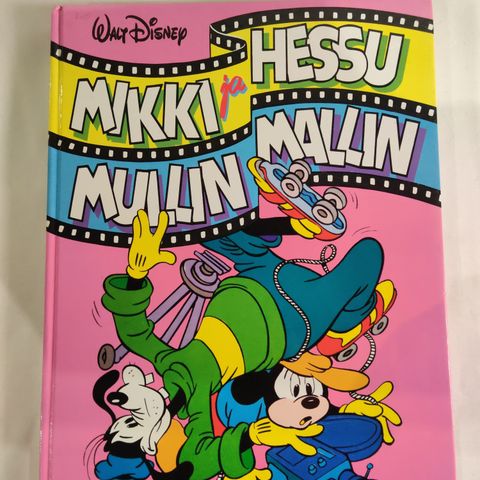 WALT DISNEY
MIKKI ja HESSU
MULLIN MALLIN